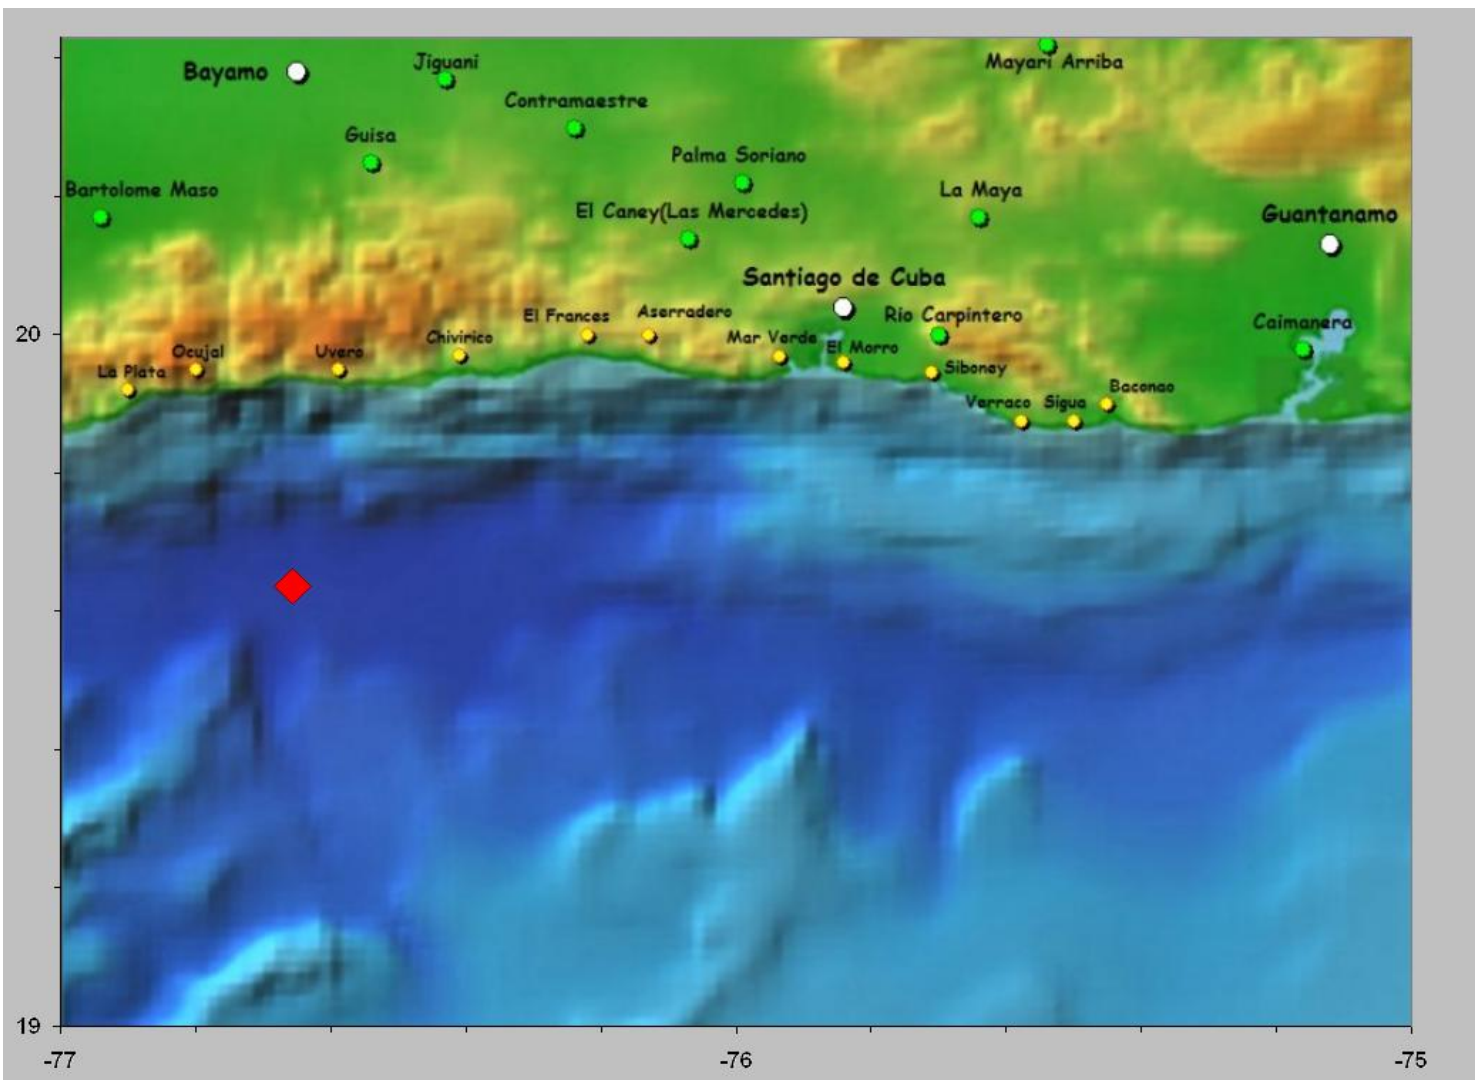 Jiguani
Mayari Arriba
Bayamo
Contramaestre
Guisa
Palma Soriano
Bartolome Maso
La Maya
El Caney(Las Mercedes)
Guantanamo
Santiago de Cuba
El Frances
Aserradero
Rio Carpintero
Caimanera
20
Chivirico
Mar Verde
El Morro
Ocujal
Uvero
La Plata
Siboney
Baconao
Verraco
Sigua
19
-77
-76
-75